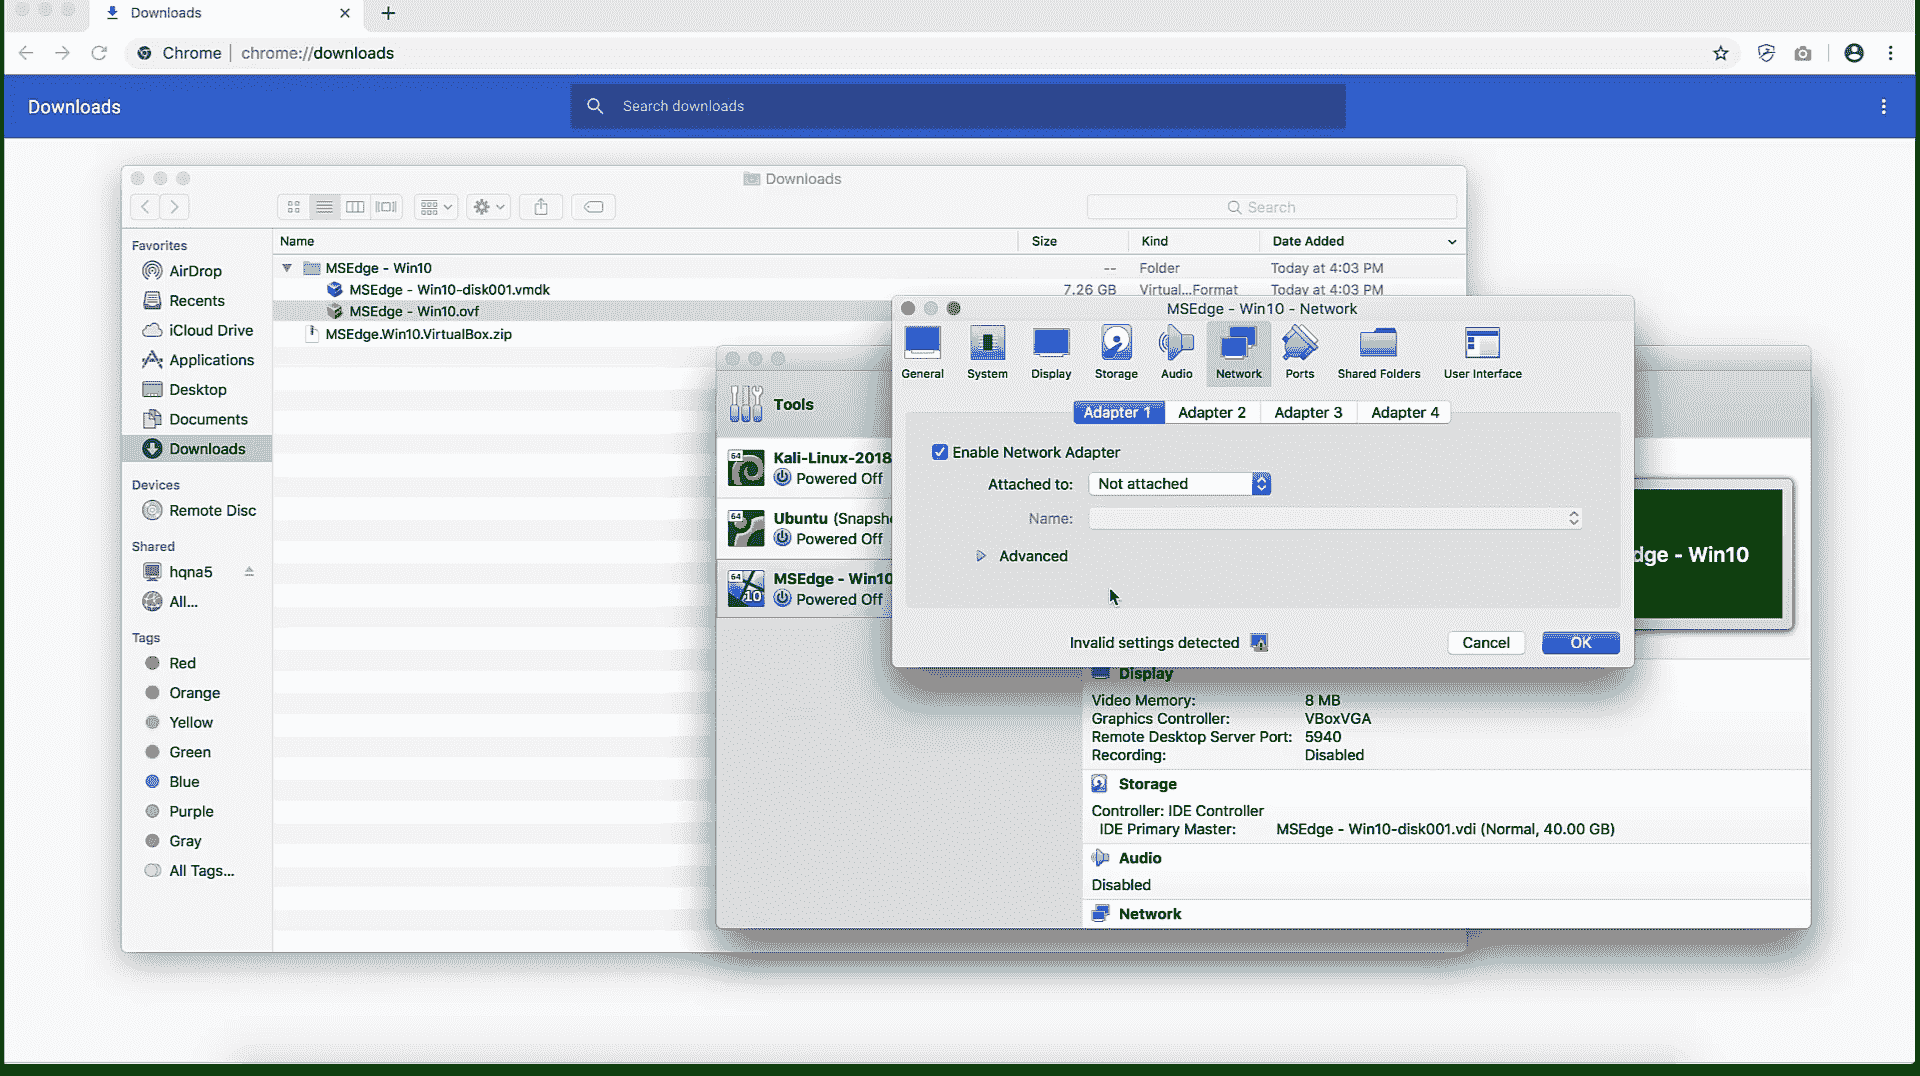 Downloads
Chrome | chrome://downloads
Downloads
Search downloads
Downloads
Search
Favorites
AirDrop
Recents
iCloud Drive
Applications
Desktop
Documents
Downloads
Devices
Remote Disc
Shared
hqna5
All...
Tags
Red
Orange
Yellow
Green
Blue
Purple
Gray
All Tags...
Name Size Kind Date Added
MSEdge - Win10 -- Folder Today at 4:03 PM
MSEdge - Win10-disk001.vmdk 7.26 GB Virtual...Format Today at 4:03 PM
MSEdge - Win10.ovf
MSEdge.Win10.VirtualBox.zip
Tools
64
Kali-Linux-2018
Powered Off
64
Ubuntu (Snapsh
Powered Off
64
10
MSEdge - Win10
Powered Off
MSEdge - Win10 - Network
General System Display Storage Audio Network Ports Shared Folders User Interface
Adapter 1 Adapter 2 Adapter 3 Adapter 4
Enable Network Adapter
Attached to: Not attached
Name:
Advanced
Invalid settings detected
Cancel OK
dge - Win10
Display
Video Memory: 8 MB
Graphics Controller: VBoxVGA
Remote Desktop Server Port: 5940
Recording: Disabled
Storage
Controller: IDE Controller
IDE Primary Master: MSEdge - Win10-disk001.vdi (Normal, 40.00 GB)
Audio
Disabled
Network